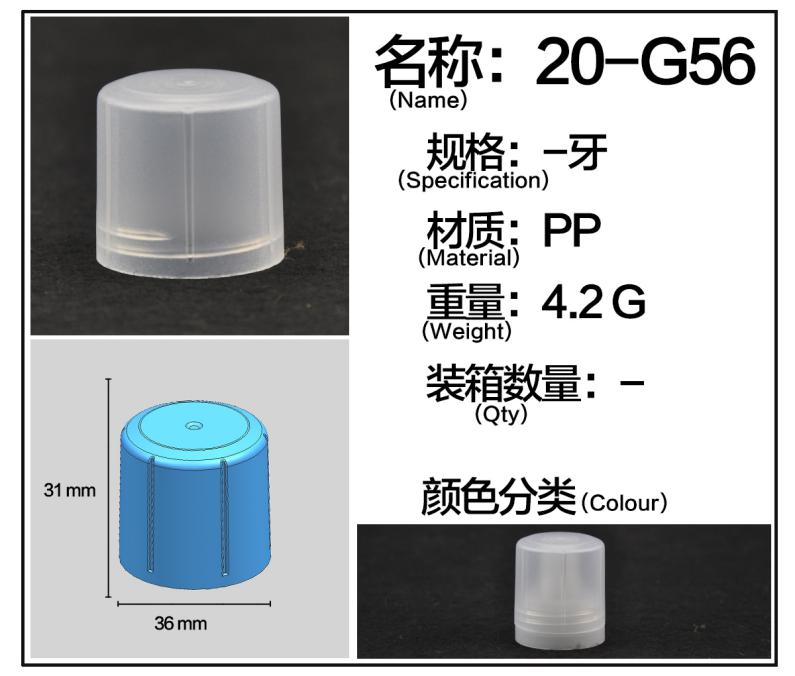 名称：20-G56
(Name)
规格：-牙
(Specification)
材质：PP
(Material)
重量：4.2 G
(Weight)
装箱数量：-
(Qty)
颜色分类(Colour)
31 mm
36 mm